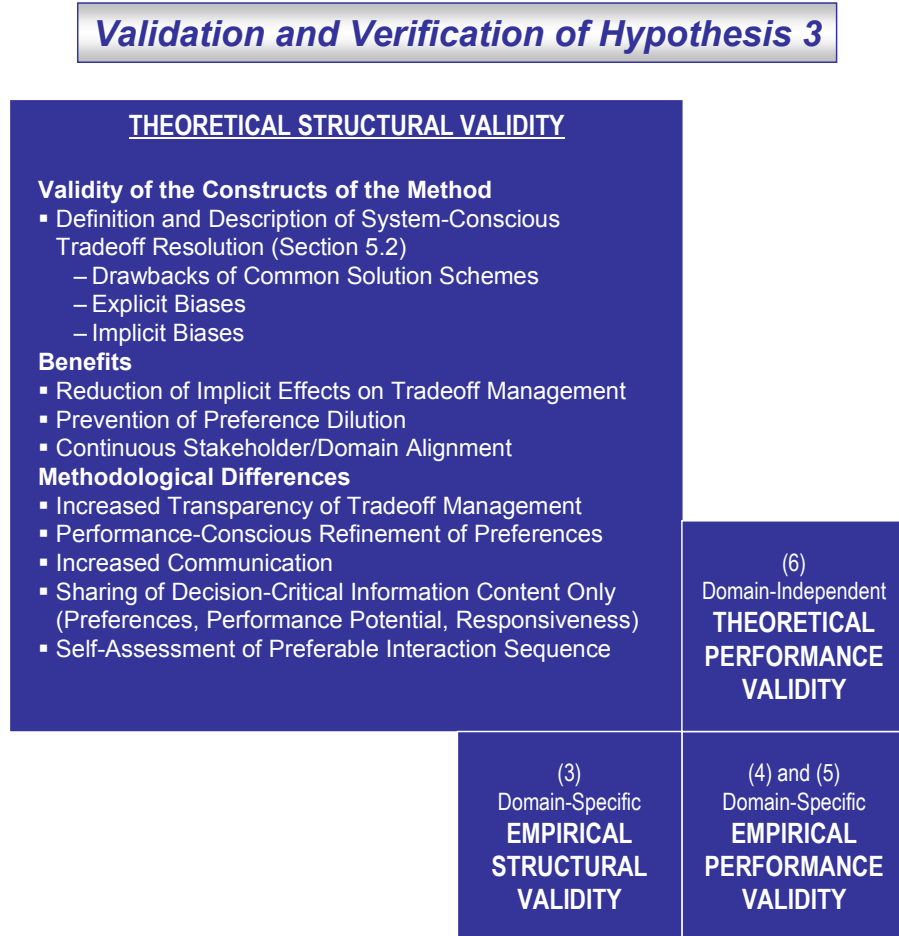 Validation and Verification of Hypothesis 3
THEORETICAL STRUCTURAL VALIDITY
Validity of the Constructs of the Method
▪ Definition and Description of System-Conscious
Tradeoff Resolution (Section 5.2)
– Drawbacks of Common Solution Schemes
– Explicit Biases
– Implicit Biases
Benefits
▪ Reduction of Implicit Effects on Tradeoff Management
▪ Prevention of Preference Dilution
▪ Continuous Stakeholder/Domain Alignment
Methodological Differences
▪ Increased Transparency of Tradeoff Management
▪ Performance-Conscious Refinement of Preferences
▪ Increased Communication
▪ Sharing of Decision-Critical Information Content Only
(Preferences, Performance Potential, Responsiveness)
▪ Self-Assessment of Preferable Interaction Sequence
(6)
Domain-Independent
THEORETICAL
PERFORMANCE
VALIDITY
(3)
Domain-Specific
EMPIRICAL
STRUCTURAL
VALIDITY
(4) and (5)
Domain-Specific
EMPIRICAL
PERFORMANCE
VALIDITY